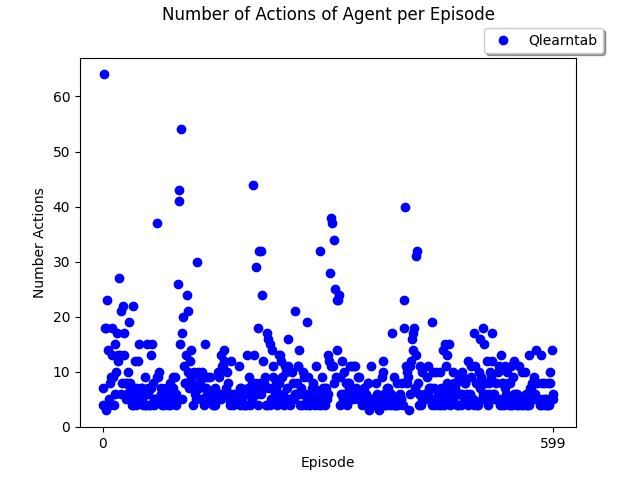 Number of Actions of Agent per Episode
Qlearntab
Number Actions
60
50
40
30
20
10
0
0 599
Episode